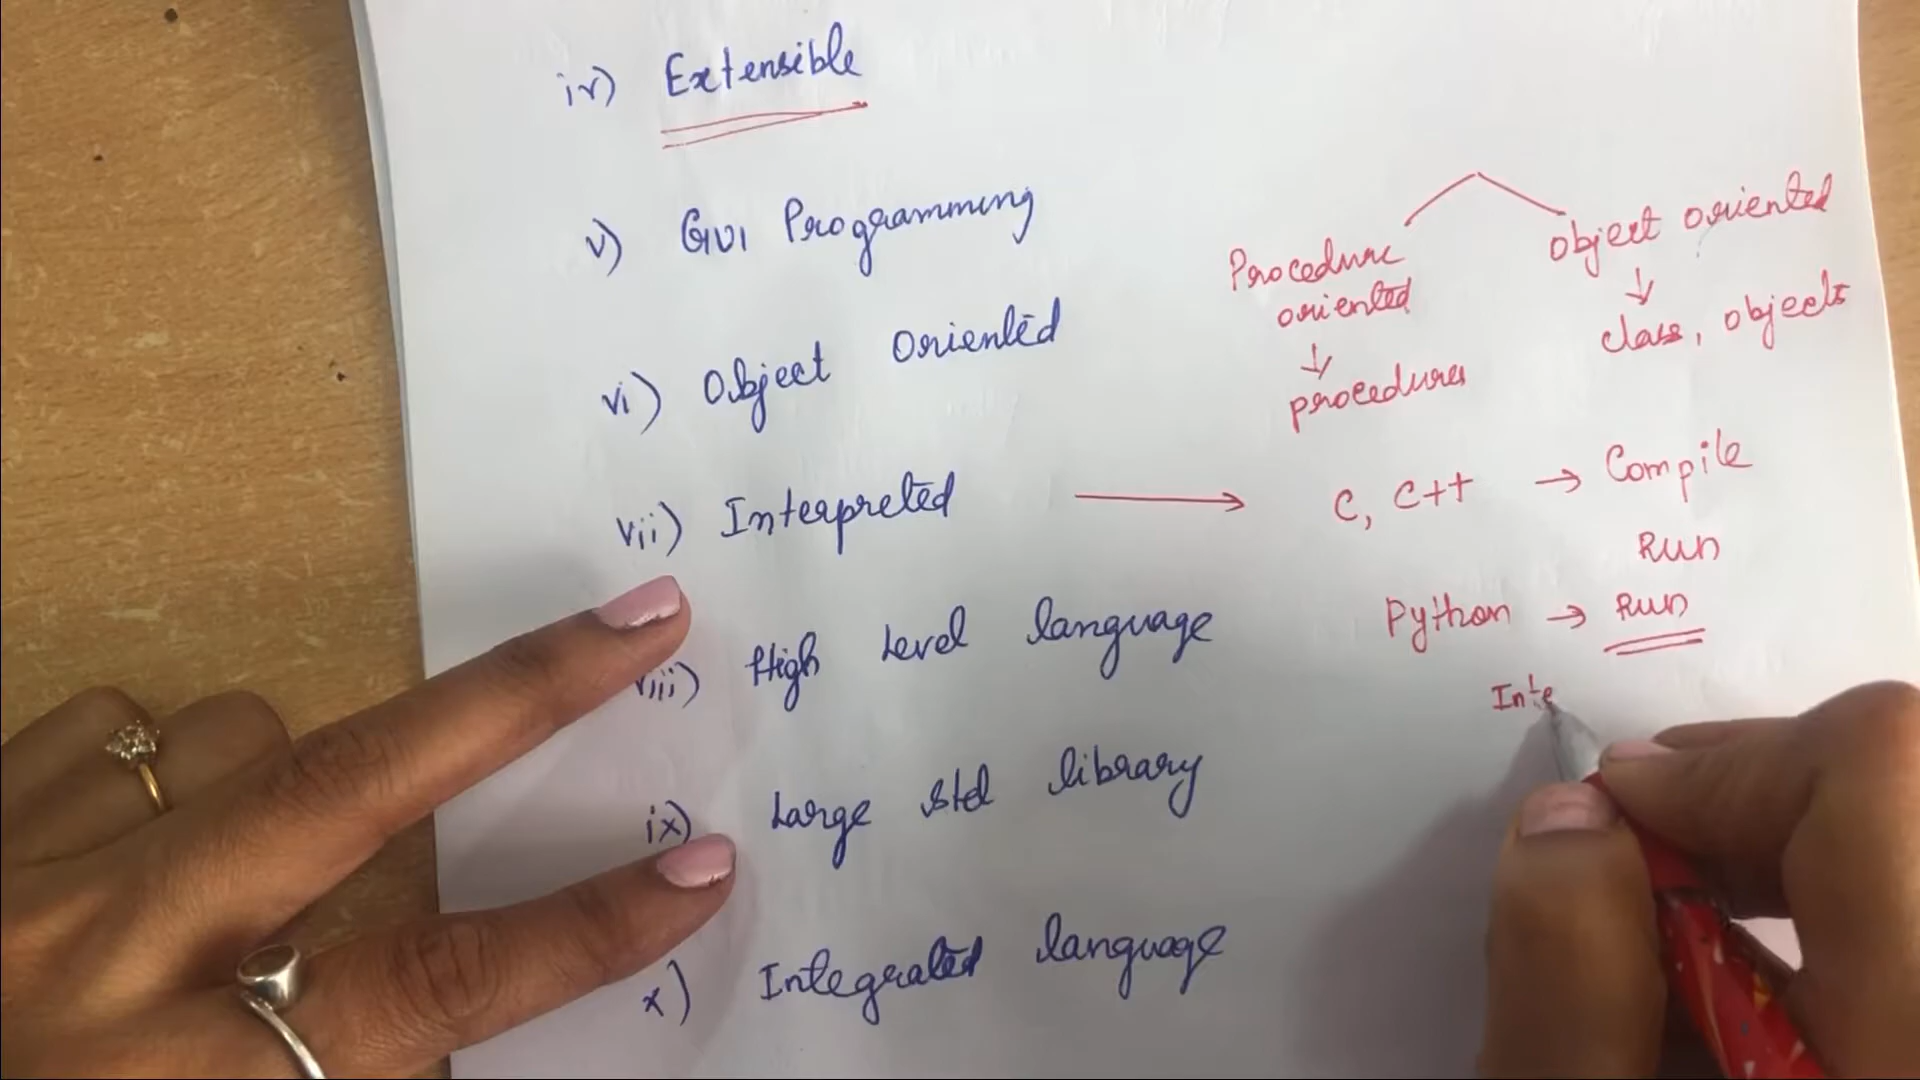 iv) Extensible
v) GUI Programming
vi) Object Oriented
vii) Interpreted
viii) High Level language
ix) Large std library
x) Integrated language
Procedure
oriented
↓
procedures
object oriented
↓
class, objects
→ C, C++ → Compile
Run
Python → Run
Inte